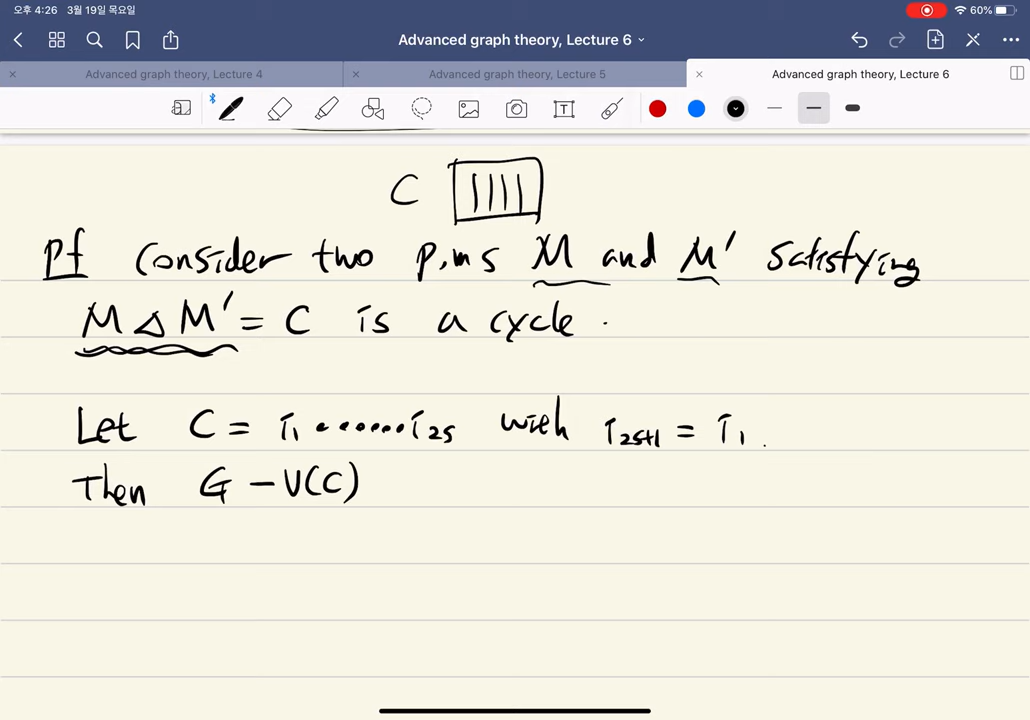 오후 4:26 3월 19일 목요일
60%
Advanced graph theory, Lecture 6
Advanced graph theory, Lecture 4
Advanced graph theory, Lecture 5
Advanced graph theory, Lecture 6
C
Pf Consider two p.ms M and M' satisfying
M △ M' = C is a cycle.
Let C = i₁ ...... i₂ₛ with i₂ₛ₊₁ = i₁.
Then G - V(C)